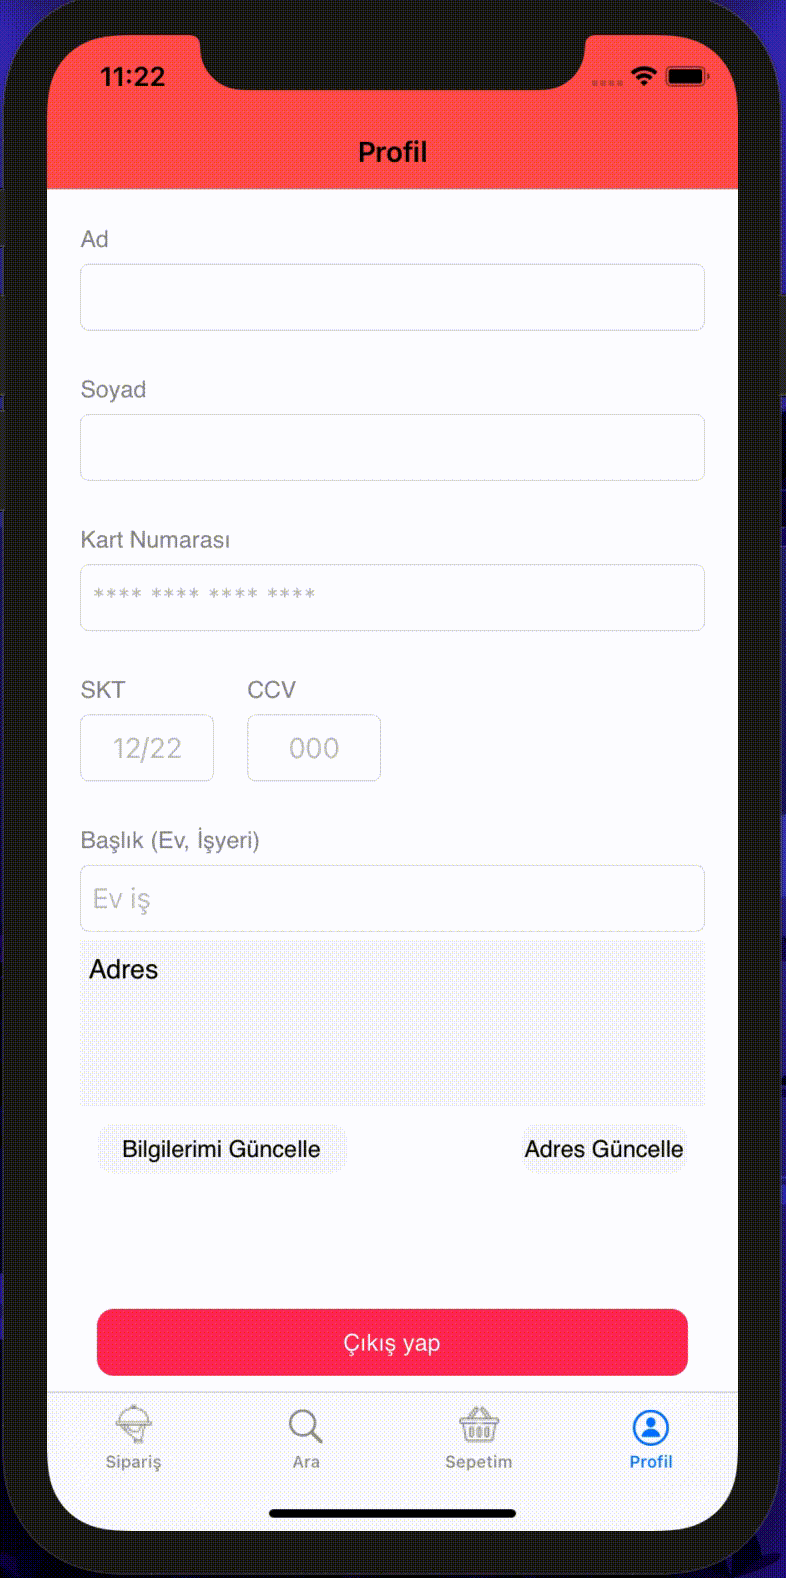 11:22
Profil
Ad
Soyad
Kart Numarası
**** **** **** ****
SKT CCV
12/22 000
Başlık (Ev, İşyeri)
Ev iş
Adres
Bilgilerimi Güncelle Adres Güncelle
Çıkış yap
Sipariş Ara Sepetim Profil